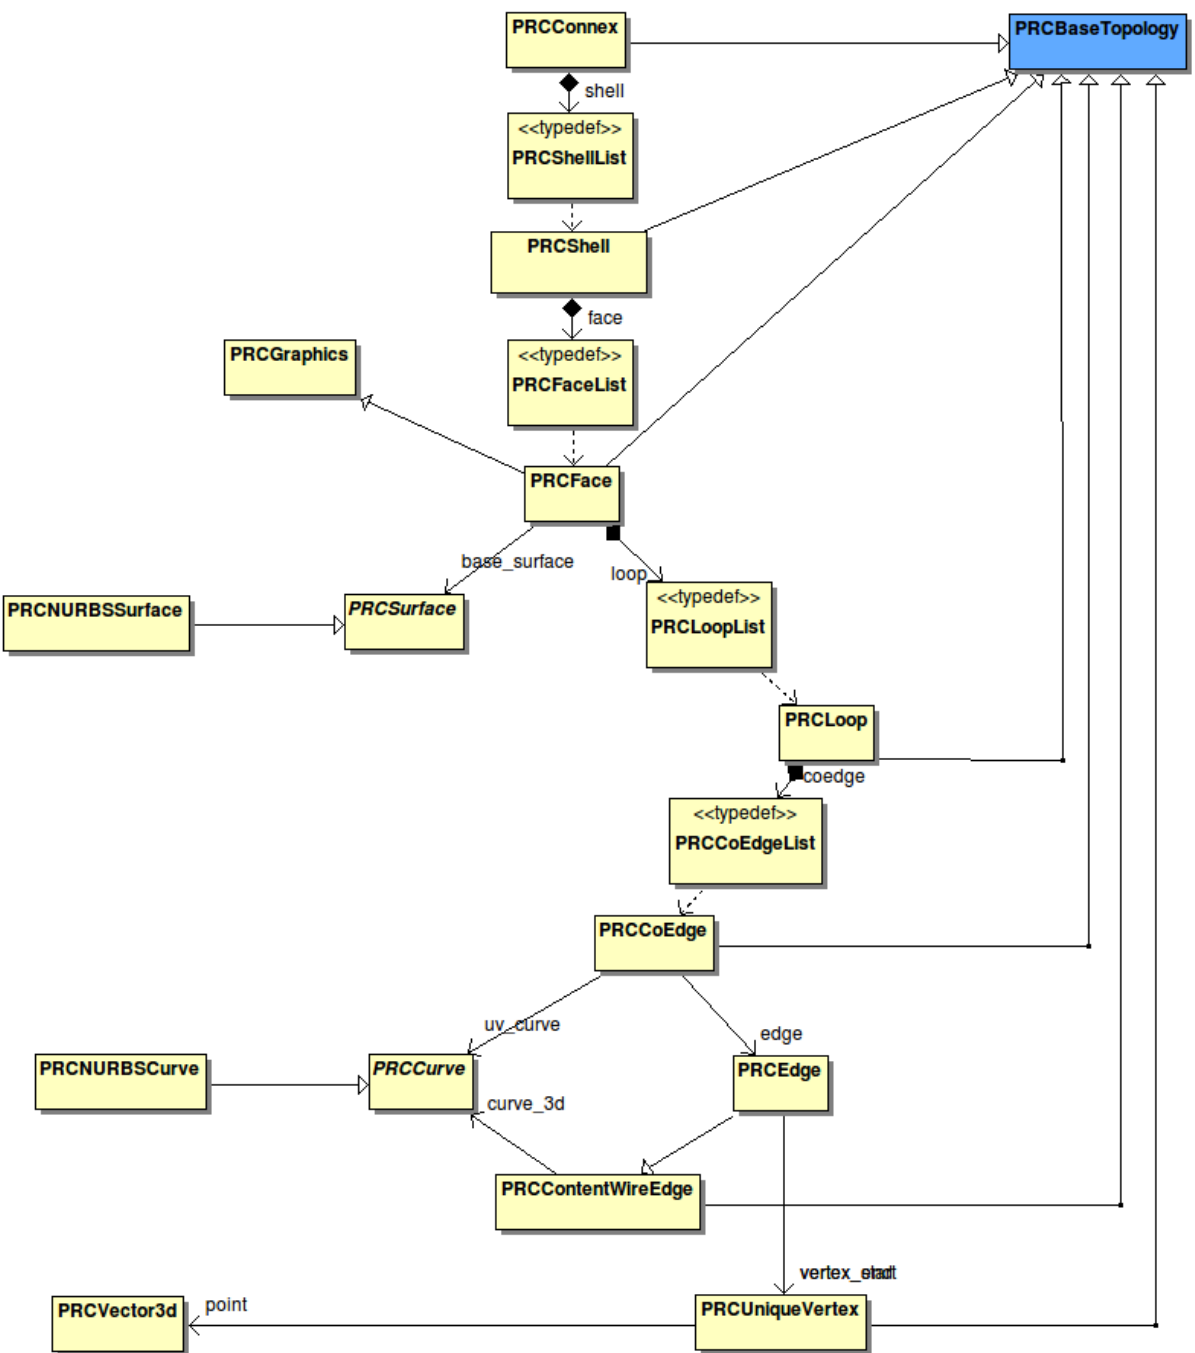 PRCConnex
PRCBaseTopology
shell
<<typedef>>
PRCShellList
PRCShell
face
PRCGraphics
<<typedef>>
PRCFaceList
PRCFace
base_surface
loop
PRCNURBSSurface
PRCSurface
<<typedef>>
PRCLoopList
PRCLoop
coedge
<<typedef>>
PRCCoEdgeList
PRCCoEdge
uv_curve
edge
PRCNURBSCurve
PRCCurve
PRCEdge
curve_3d
PRCContentWireEdge
PRCVector3d
point
PRCUniqueVertex